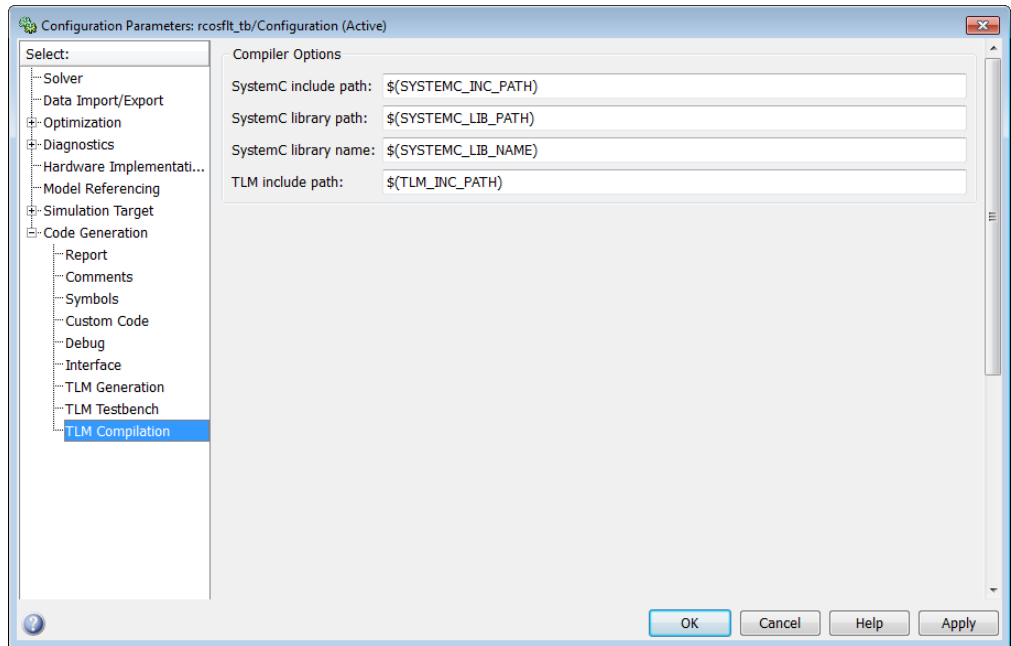 Configuration Parameters: rcosflt_tb/Configuration (Active)
Select:
Solver
Data Import/Export
Optimization
Diagnostics
Hardware Implementati...
Model Referencing
Simulation Target
Code Generation
Report
Comments
Symbols
Custom Code
Debug
Interface
TLM Generation
TLM Testbench
TLM Compilation
Compiler Options
SystemC include path: $(SYSTEMC_INC_PATH)
SystemC library path: $(SYSTEMC_LIB_PATH)
SystemC library name: $(SYSTEMC_LIB_NAME)
TLM include path: $(TLM_INC_PATH)
OK Cancel Help Apply